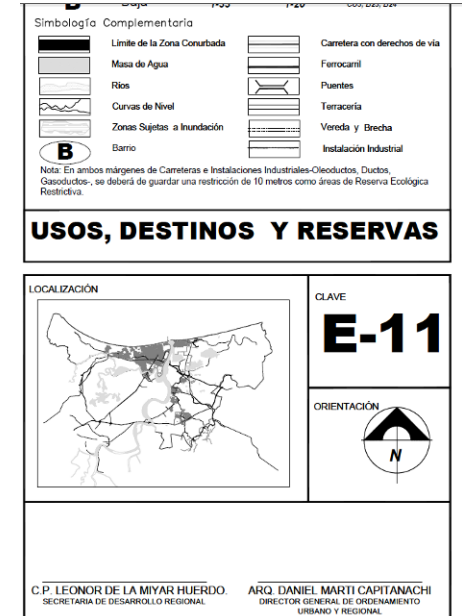 B Baja
Simbología Complementaria
Límite de la Zona Conurbada
Carretera con derechos de vía
Masa de Agua
Ferrocarril
Ríos
Puentes
Curvas de Nivel
Terracería
Zonas Sujetas a Inundación
Vereda y Brecha
B
Barrio
Instalación Industrial
Nota: En ambos márgenes de Carreteras e Instalaciones Industriales-Oleoductos, Ductos,
Gasoductos-, se deberá de guardar una restricción de 10 metros como áreas de Reserva Ecológica
Restrictiva.
USOS, DESTINOS Y RESERVAS
LOCALIZACIÓN
CLAVE
E-11
ORIENTACIÓN
N
C.P. LEONOR DE LA MIYAR HUERDO.
SECRETARIA DE DESARROLLO REGIONAL
ARQ. DANIEL MARTI CAPITANACHI
DIRECTOR GENERAL DE ORDENAMIENTO
URBANO Y REGIONAL